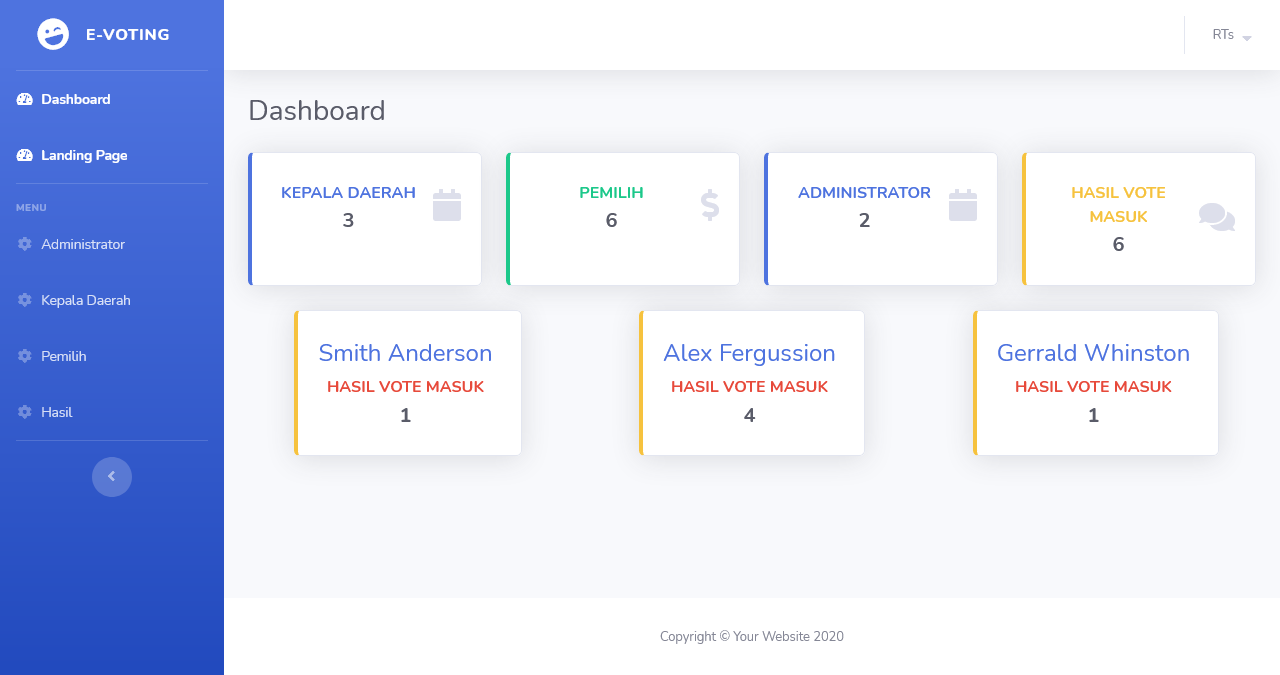 E-VOTING
RTs
Dashboard
Landing Page
MENU
Administrator
Kepala Daerah
Pemilih
Hasil
Dashboard
KEPALA DAERAH
3
PEMILIH
6
ADMINISTRATOR
2
HASIL VOTE
MASUK
6
Smith Anderson
HASIL VOTE MASUK
1
Alex Fergussion
HASIL VOTE MASUK
4
Gerrald Whinston
HASIL VOTE MASUK
1
Copyright © Your Website 2020